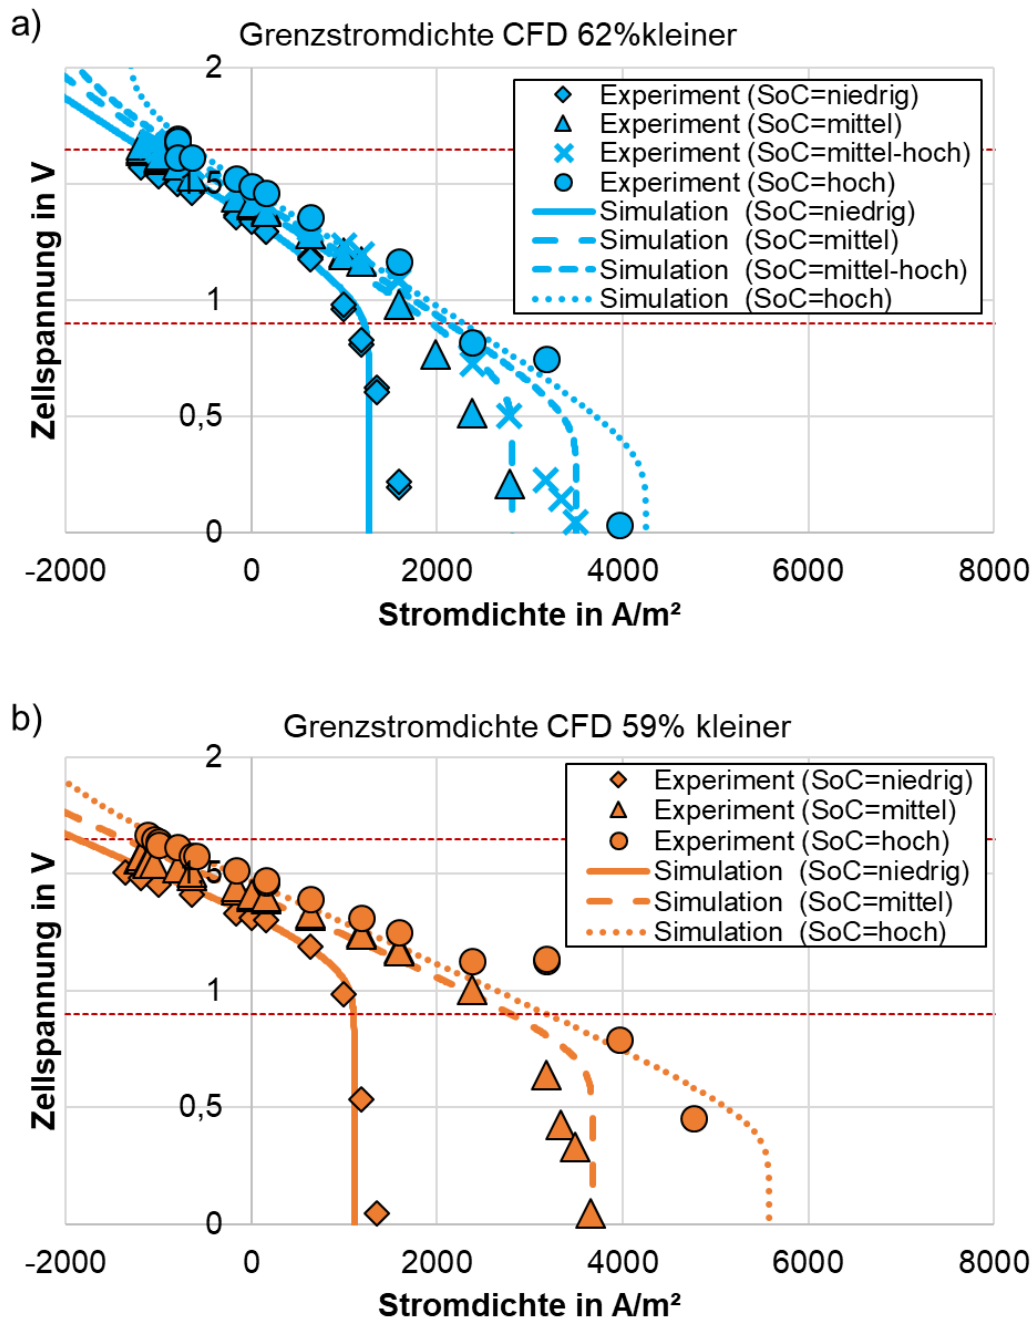 a)
Grenzstromdichte CFD 62%kleiner
2
Experiment (SoC=niedrig)
Experiment (SoC=mittel)
Experiment (SoC=mittel-hoch)
Experiment (SoC=hoch)
Simulation (SoC=niedrig)
Simulation (SoC=mittel)
Simulation (SoC=mittel-hoch)
Simulation (SoC=hoch)
5
1
0,5
0
Zellspannung in V
-2000 0 2000 4000 6000 8000
Stromdichte in A/m²
b)
Grenzstromdichte CFD 59% kleiner
2
Experiment (SoC=niedrig)
Experiment (SoC=mittel)
Experiment (SoC=hoch)
Simulation (SoC=niedrig)
Simulation (SoC=mittel)
Simulation (SoC=hoch)
5
1
0,5
0
Zellspannung in V
-2000 0 2000 4000 6000 8000
Stromdichte in A/m²